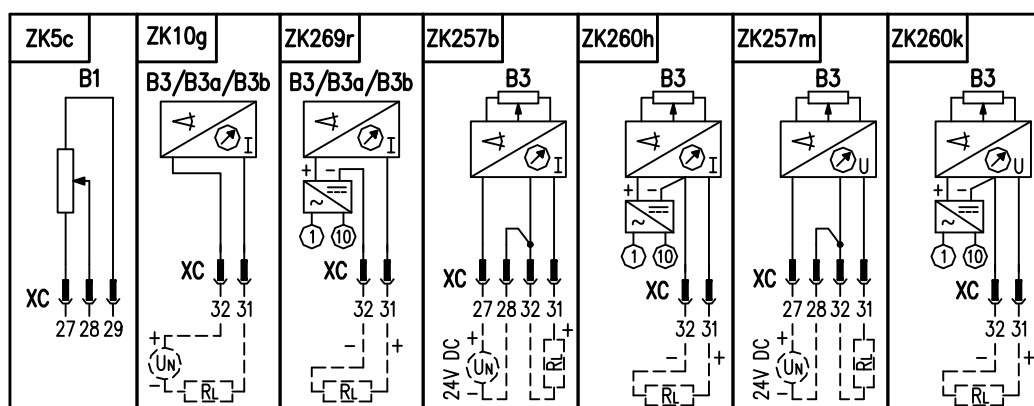 ZK5c
B1
XC
27 28 29
ZK10g
B3/B3a/B3b
I
XC
32 31
+
UN
−
RL
ZK269r
B3/B3a/B3b
I
+ −
~
1 10
XC
32 31
− +
RL
ZK257b
B3
I
XC
27 28 32 31
24V DC
+
UN
−
+
RL
ZK260h
B3
I
+ −
~
1 10
XC
32 31
− +
RL
ZK257m
B3
U
XC
27 28 32 31
24V DC
+
UN
−
RL
ZK260k
B3
U
+ −
~
1 10
XC
32 31
− +
RL